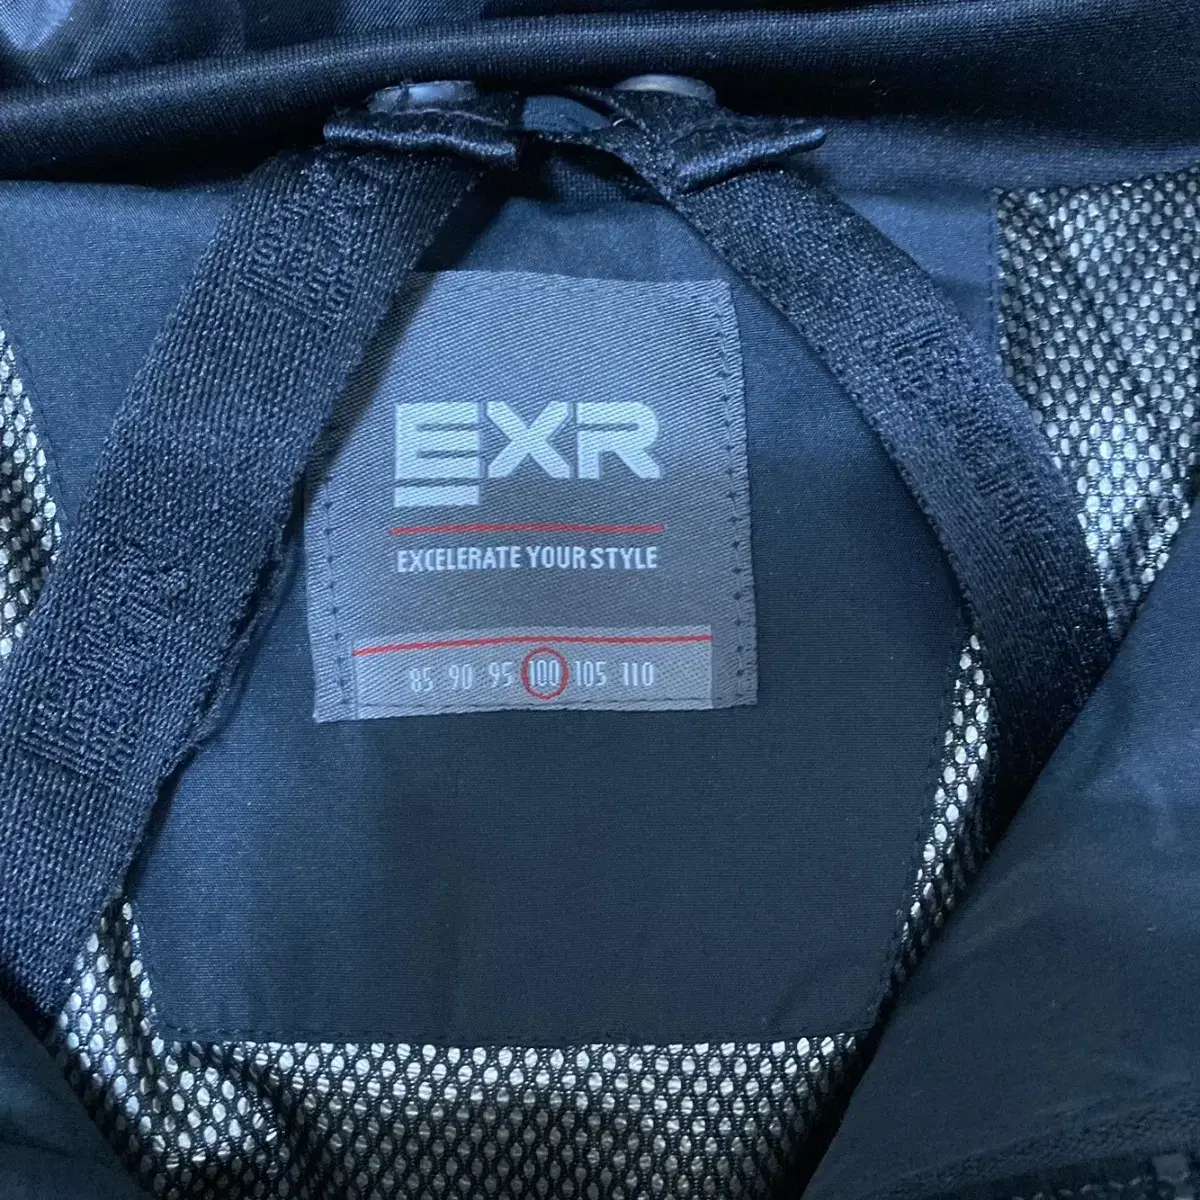 EXR
EXCELERATE YOUR STYLE
85 90 95 100 105 110